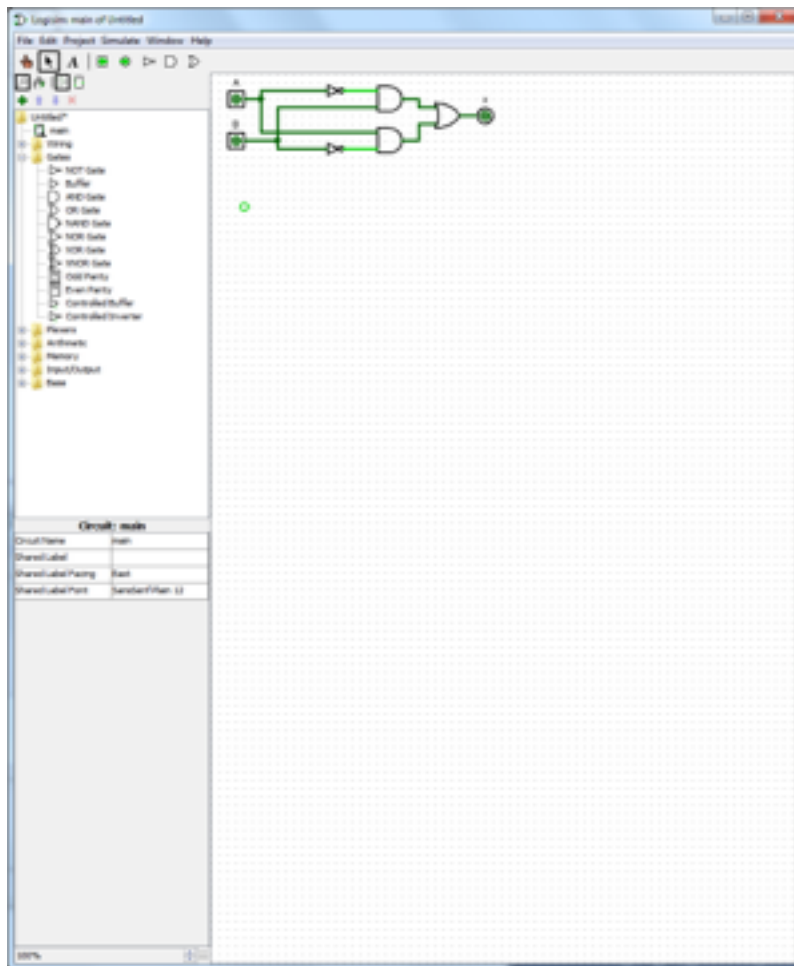 Logisim: main of Untitled
File Edit Project Simulate Window Help
A
A
B
Untitled*
main
Wiring
Gates
NOT Gate
Buffer
AND Gate
OR Gate
NAND Gate
NOR Gate
XOR Gate
XNOR Gate
Odd Parity
Even Parity
Controlled Buffer
Controlled Inverter
Plexers
Arithmetic
Memory
Input/Output
Base
Circuit: main
Circuit Name main
Shared Label
Shared Label Facing East
Shared Label Font SansSerif Plain 12
100%